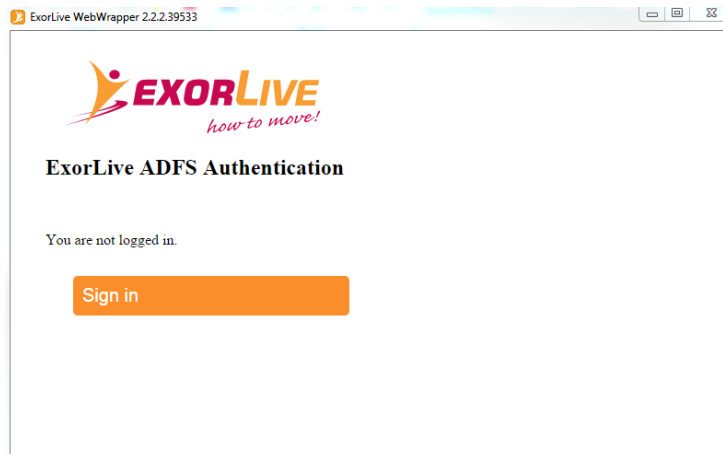 ExorLive WebWrapper 2.2.2.39533
EXORLIVE
how to move!
ExorLive ADFS Authentication
You are not logged in.
Sign in